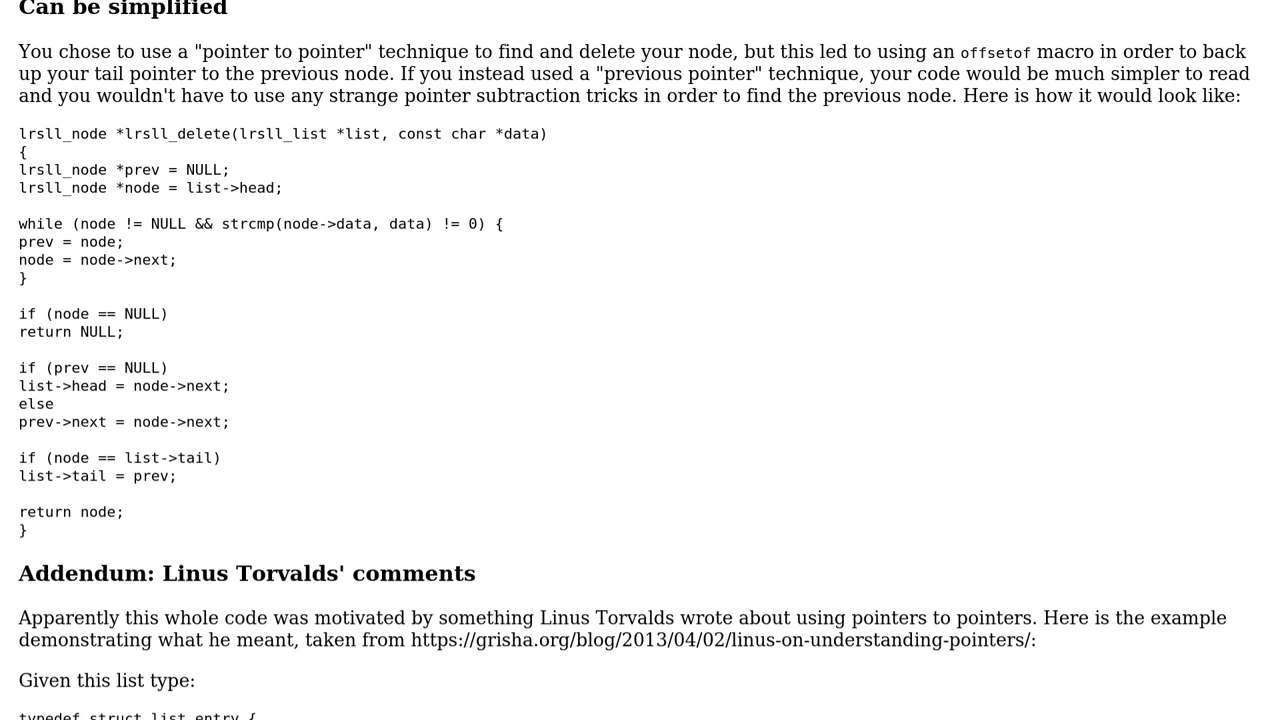 Can be simplified
You chose to use a "pointer to pointer" technique to find and delete your node, but this led to using an offsetof macro in order to back
up your tail pointer to the previous node. If you instead used a "previous pointer" technique, your code would be much simpler to read
and you wouldn't have to use any strange pointer subtraction tricks in order to find the previous node. Here is how it would look like:
lrsll_node *lrsll_delete(lrsll_list *list, const char *data)
{
lrsll_node *prev = NULL;
lrsll_node *node = list->head;
while (node != NULL && strcmp(node->data, data) != 0) {
prev = node;
node = node->next;
}
if (node == NULL)
return NULL;
if (prev == NULL)
list->head = node->next;
else
prev->next = node->next;
if (node == list->tail)
list->tail = prev;
return node;
}
Addendum: Linus Torvalds' comments
Apparently this whole code was motivated by something Linus Torvalds wrote about using pointers to pointers. Here is the example
demonstrating what he meant, taken from https://grisha.org/blog/2013/04/02/linus-on-understanding-pointers/:
Given this list type:
typedef struct list_entry {